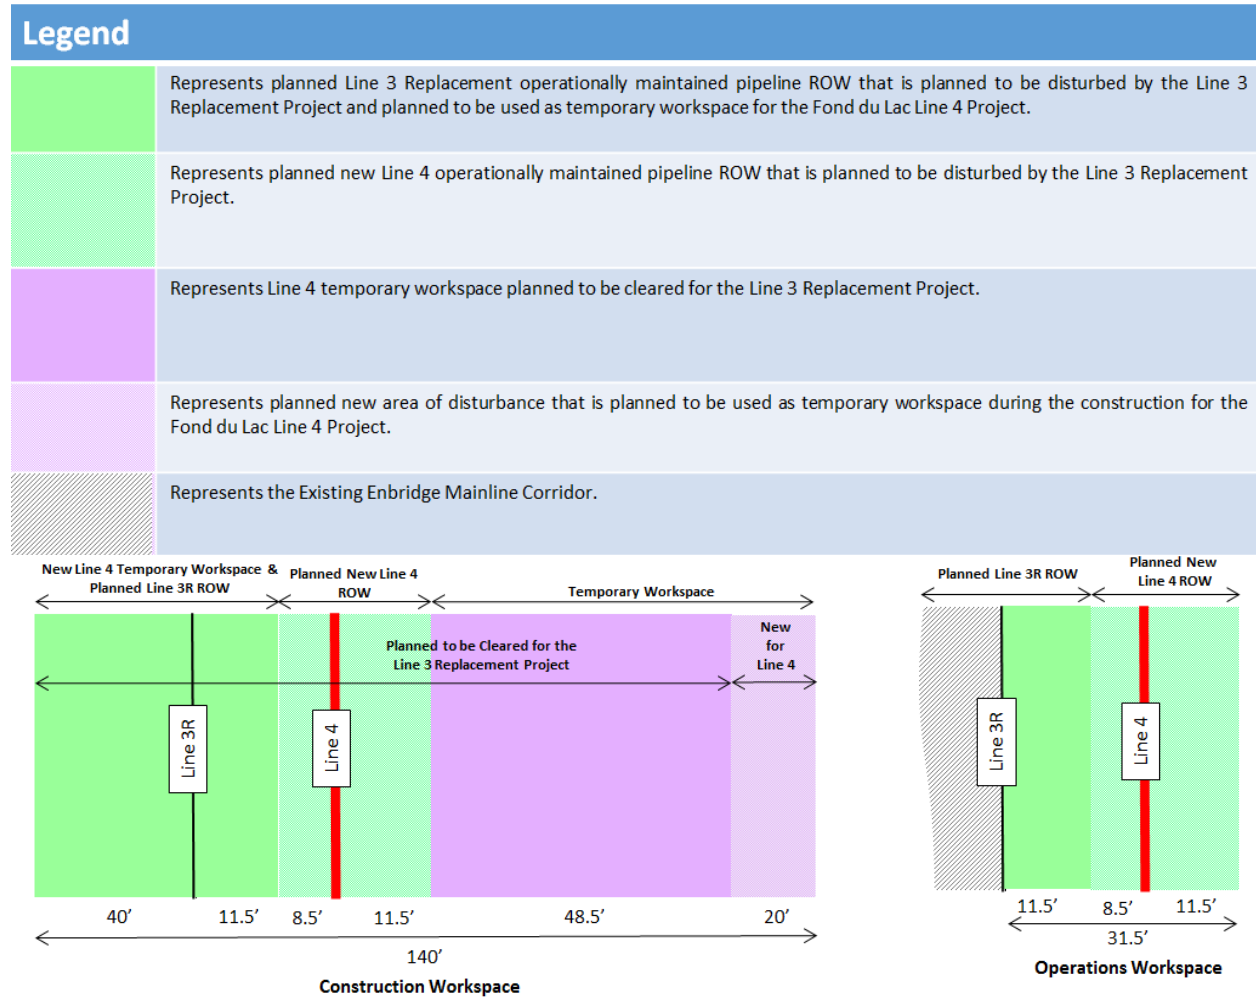 Legend
Represents planned Line 3 Replacement operationally maintained pipeline ROW that is planned to be disturbed by the Line 3
Replacement Project and planned to be used as temporary workspace for the Fond du Lac Line 4 Project.
Represents planned new Line 4 operationally maintained pipeline ROW that is planned to be disturbed by the Line 3 Replacement
Project.
Represents Line 4 temporary workspace planned to be cleared for the Line 3 Replacement Project.
Represents planned new area of disturbance that is planned to be used as temporary workspace during the construction for the
Fond du Lac Line 4 Project.
Represents the Existing Enbridge Mainline Corridor.
New Line 4 Temporary Workspace &
Planned Line 3R ROW
Planned New Line 4
ROW
Temporary Workspace
Planned to be Cleared for the
Line 3 Replacement Project
New
for
Line 4
Line 3R
Line 4
40’
11.5’
8.5’
11.5’
48.5’
20’
140’
Construction Workspace
Planned Line 3R ROW
Planned New
Line 4 ROW
Line 3R
Line 4
11.5’
8.5’
11.5’
31.5’
Operations Workspace